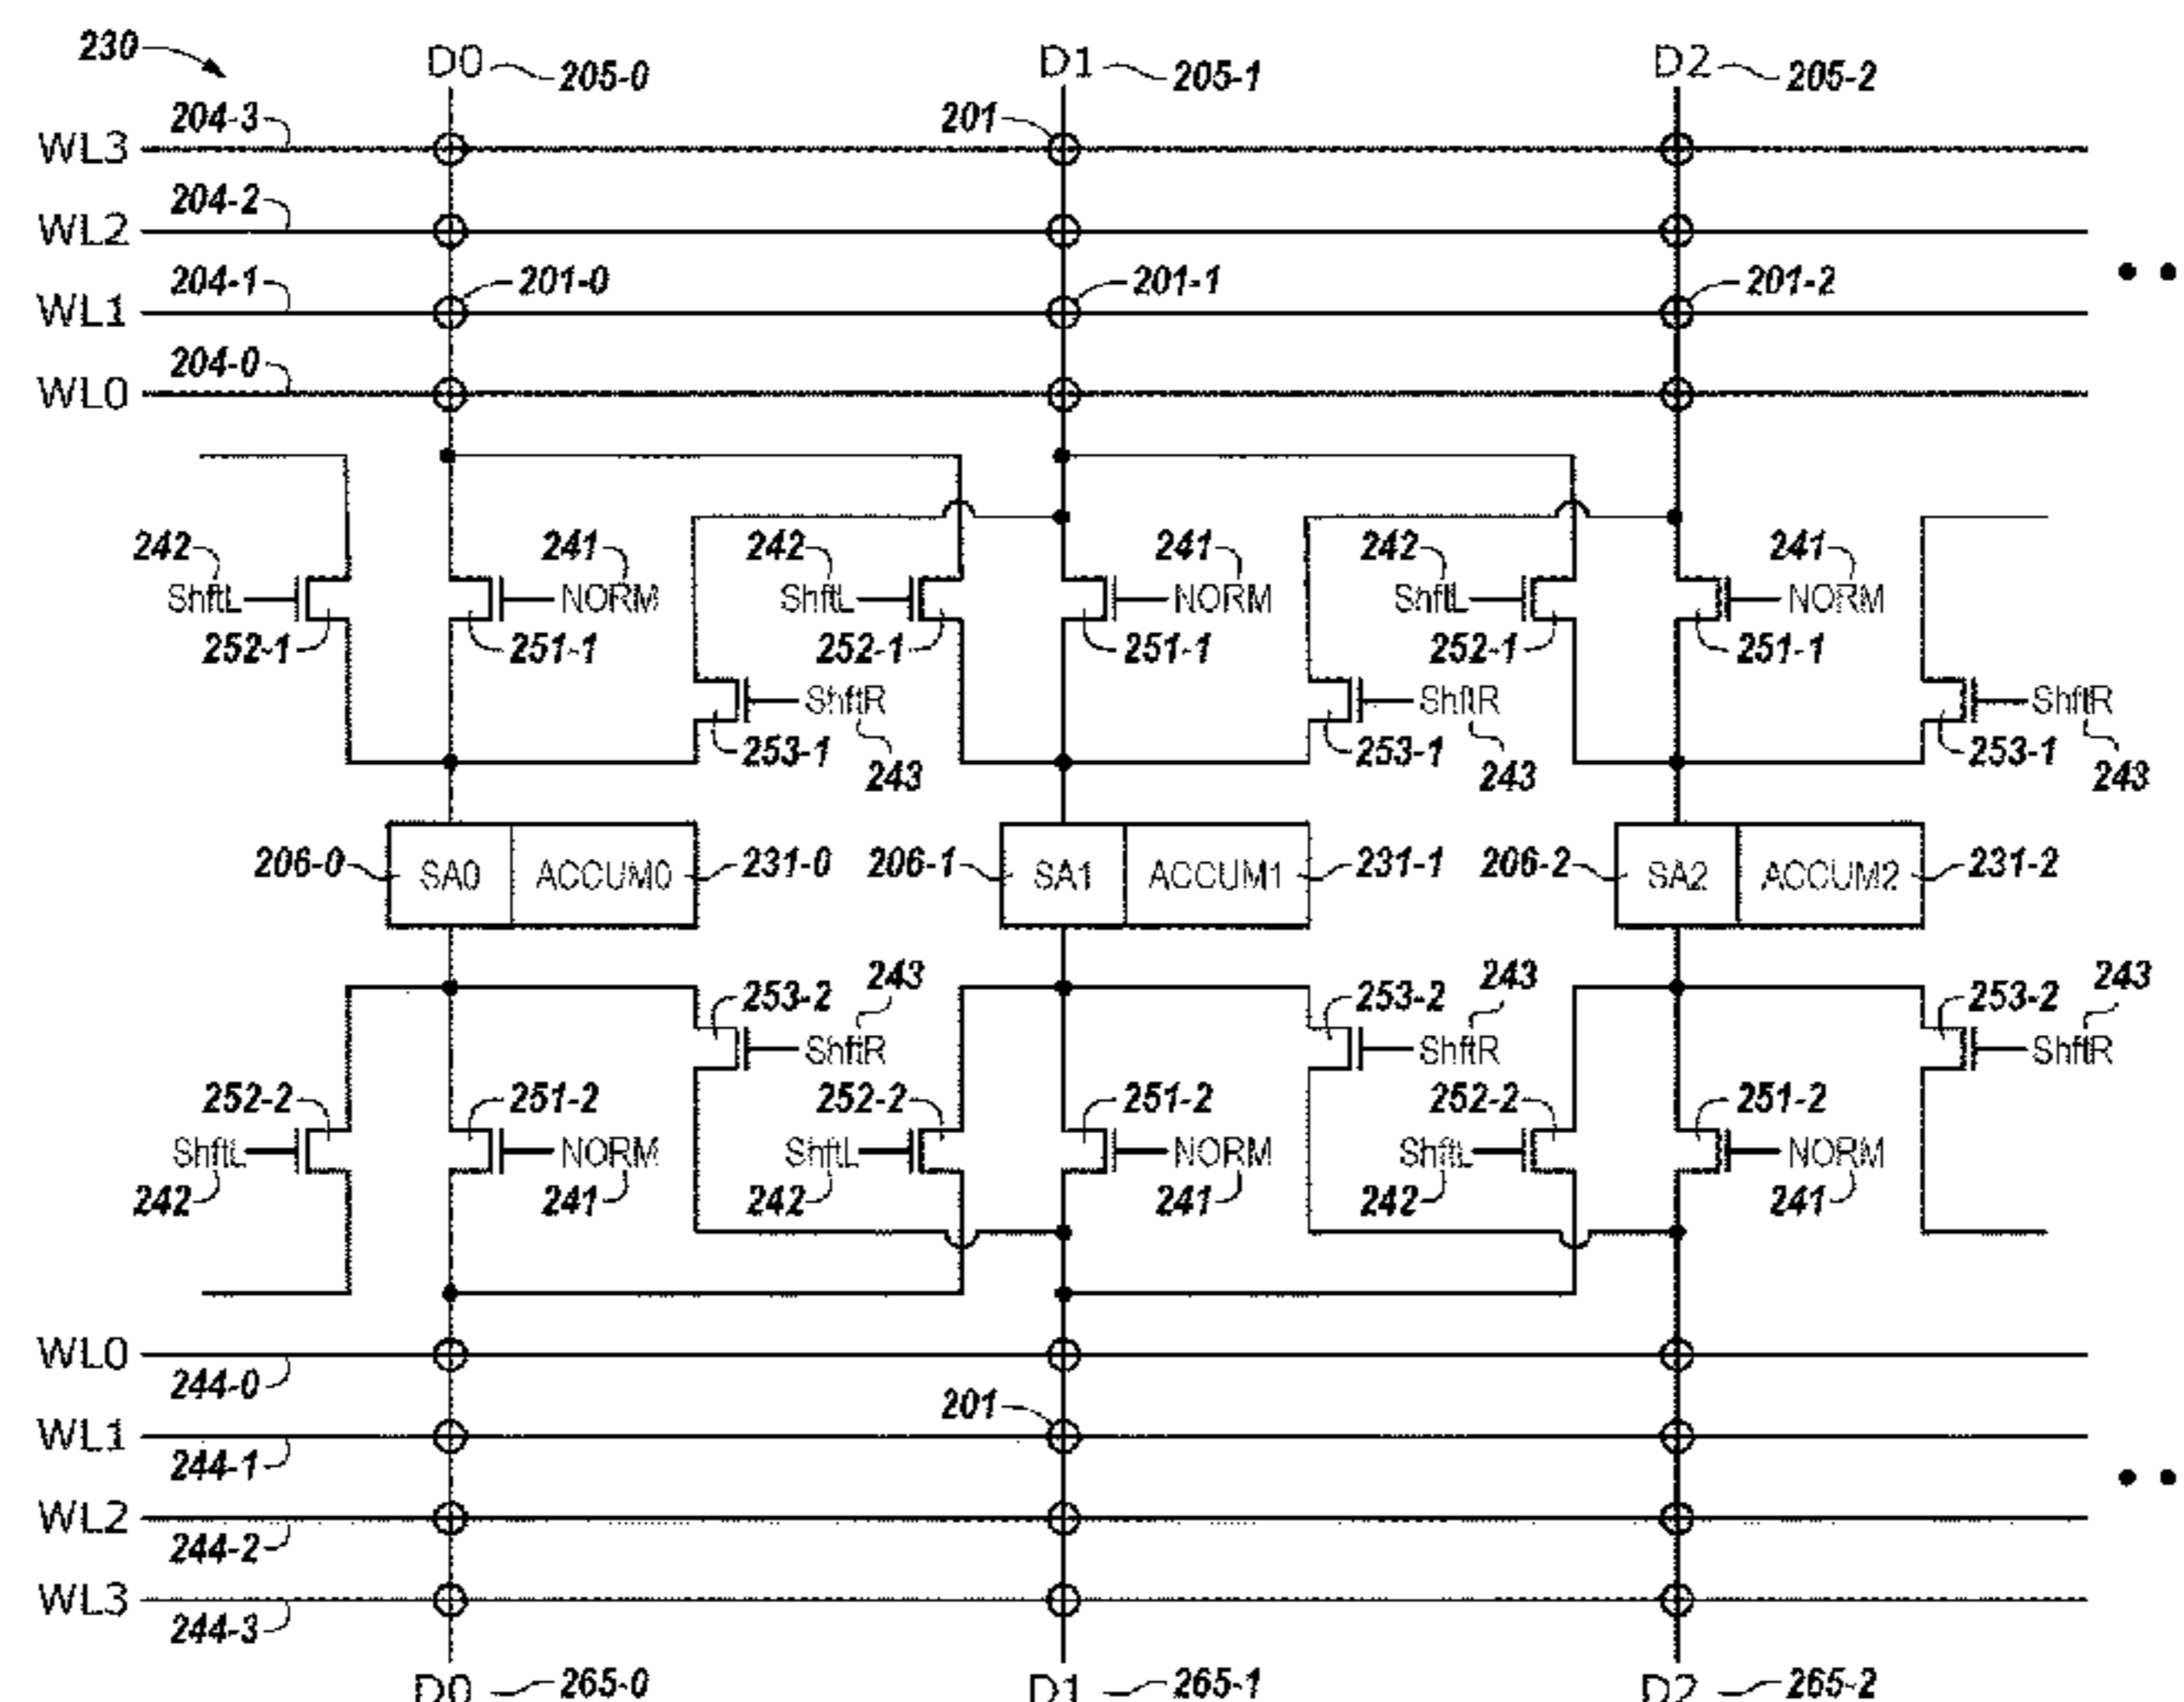 230
D0 205-0 D1 205-1 D2 205-2
WL3 204-3 201
WL2 204-2
WL1 204-1 201-0 201-1 201-2
WL0 204-0
242 241 242 241 242 241
ShftL NORM ShftL NORM ShftL NORM
252-1 251-1 252-1 251-1 252-1 251-1
ShftR ShftR ShftR
253-1 253-1 253-1
243 243 243
206-0 SA0 ACCUM0 231-0 206-1 SA1 ACCUM1 231-1 206-2 SA2 ACCUM2 231-2
243 243 243
253-2 253-2 253-2
ShftR ShftR ShftR
252-2 251-2 252-2 251-2 252-2 251-2
ShftL NORM ShftL NORM ShftL NORM
242 241 242 241 242 241
WL0
244-0
201
WL1
244-1
WL2
244-2
WL3
244-3
D0 265-0 D1 265-1 D2 265-2